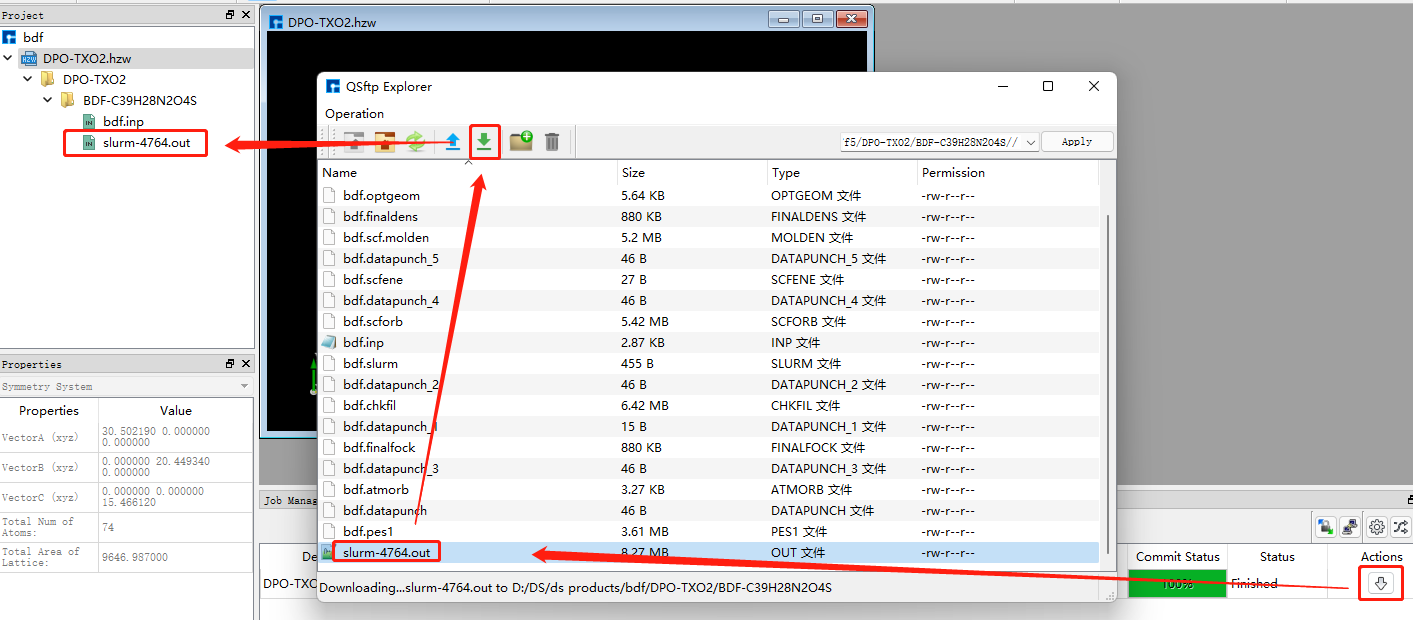 Project
bdf
DPO-TXO2.hzw
DPO-TXO2
BDF-C39H28N2O4S
bdf.inp
slurm-4764.out
DPO-TXO2.hzw
QSftp Explorer
Operation
f5/DPO-TXO2/BDF-C39H28N2O4S//
Apply
Name Size Type Permission
bdf.optgeom 5.64 KB OPTGEOM 文件 -rw-r--r--
bdf.finaldens 880 KB FINALDENS 文件 -rw-r--r--
bdf.scf.molden 5.2 MB MOLDEN 文件 -rw-r--r--
bdf.datapunch_5 46 B DATAPUNCH_5 文件 -rw-r--r--
bdf.scfene 27 B SCFENE 文件 -rw-r--r--
bdf.datapunch_4 46 B DATAPUNCH_4 文件 -rw-r--r--
bdf.scforb 5.42 MB SCFORB 文件 -rw-r--r--
bdf.inp 2.87 KB INP 文件 -rw-r--r--
bdf.slurm 455 B SLURM 文件 -rw-r--r--
bdf.datapunch_2 46 B DATAPUNCH_2 文件 -rw-r--r--
bdf.chkfil 6.42 MB CHKFIL 文件 -rw-r--r--
bdf.datapunch_1 15 B DATAPUNCH_1 文件 -rw-r--r--
bdf.finalfock 880 KB FINALFOCK 文件 -rw-r--r--
bdf.datapunch_3 46 B DATAPUNCH_3 文件 -rw-r--r--
bdf.atmorb 3.27 KB ATMORB 文件 -rw-r--r--
bdf.datapunch 46 B DATAPUNCH 文件 -rw-r--r--
bdf.pes1 3.61 MB PES1 文件 -rw-r--r--
slurm-4764.out 8.27 MB OUT 文件 -rw-r--r--
Downloading...slurm-4764.out to D:/DS/ds products/bdf/DPO-TXO2/BDF-C39H28N2O4S
Properties
Symmetry System
Properties Value
VectorA (xyz) 30.502190 0.000000
0.000000
VectorB (xyz) 0.000000 20.449340
0.000000
VectorC (xyz) 0.000000 0.000000
15.466120
Total Num of
Atoms: 74
Total Area of
Lattice: 9646.987000
Job Manag
De Commit Status Status Actions
DPO-TXO 100% Finished